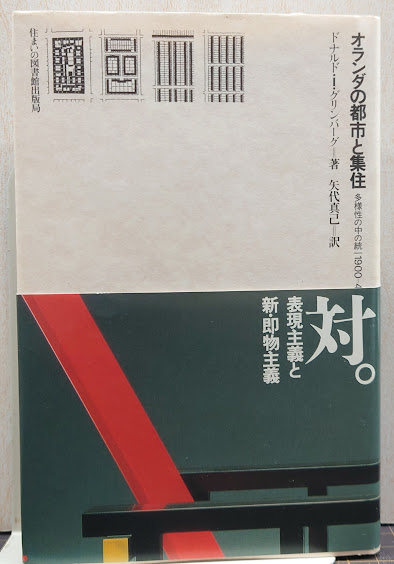 オランダの都市と集住
多様性の中の統一1900-
ドナルド・i・グリンバーグ＝著　矢代真己＝訳
住まいの図書館出版局
対。
表現主義と
新・即物主義